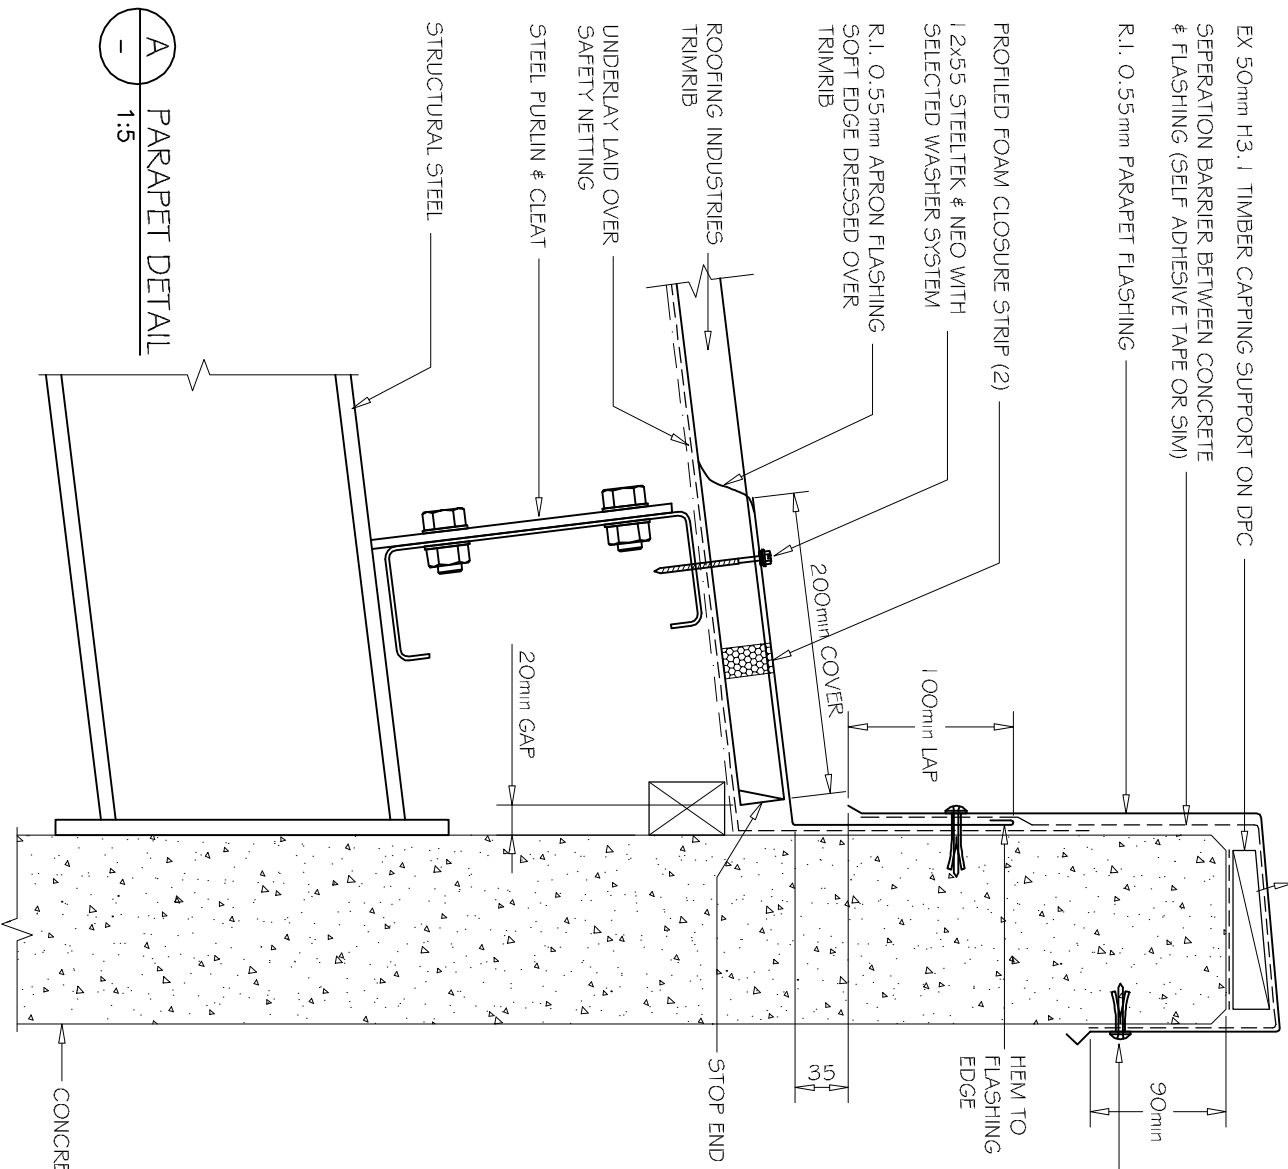 EX 50mm H3.1 TIMBER CAPPING SUPPORT ON DPC
SEPERATION BARRIER BETWEEN CONCRETE
& FLASHING (SELF ADHESIVE TAPE OR SIM)
R.I. 0.55mm PARAPET FLASHING
PROFILED FOAM CLOSURE STRIP (2)
12x55 STEELTEK & NEO WITH
SELECTED WASHER SYSTEM
R.I. 0.55mm APRON FLASHING
SOFT EDGE DRESSED OVER
TRIMRIB
ROOFING INDUSTRIES
TRIMRIB
UNDERLAY LAID OVER
SAFETY NETTING
STEEL PURLIN & CLEAT
STRUCTURAL STEEL
A
-
PARAPET DETAIL
1:5
200min COVER
100min LAP
20min GAP
90min
HEM TO
FLASHING
EDGE
35
STOP END